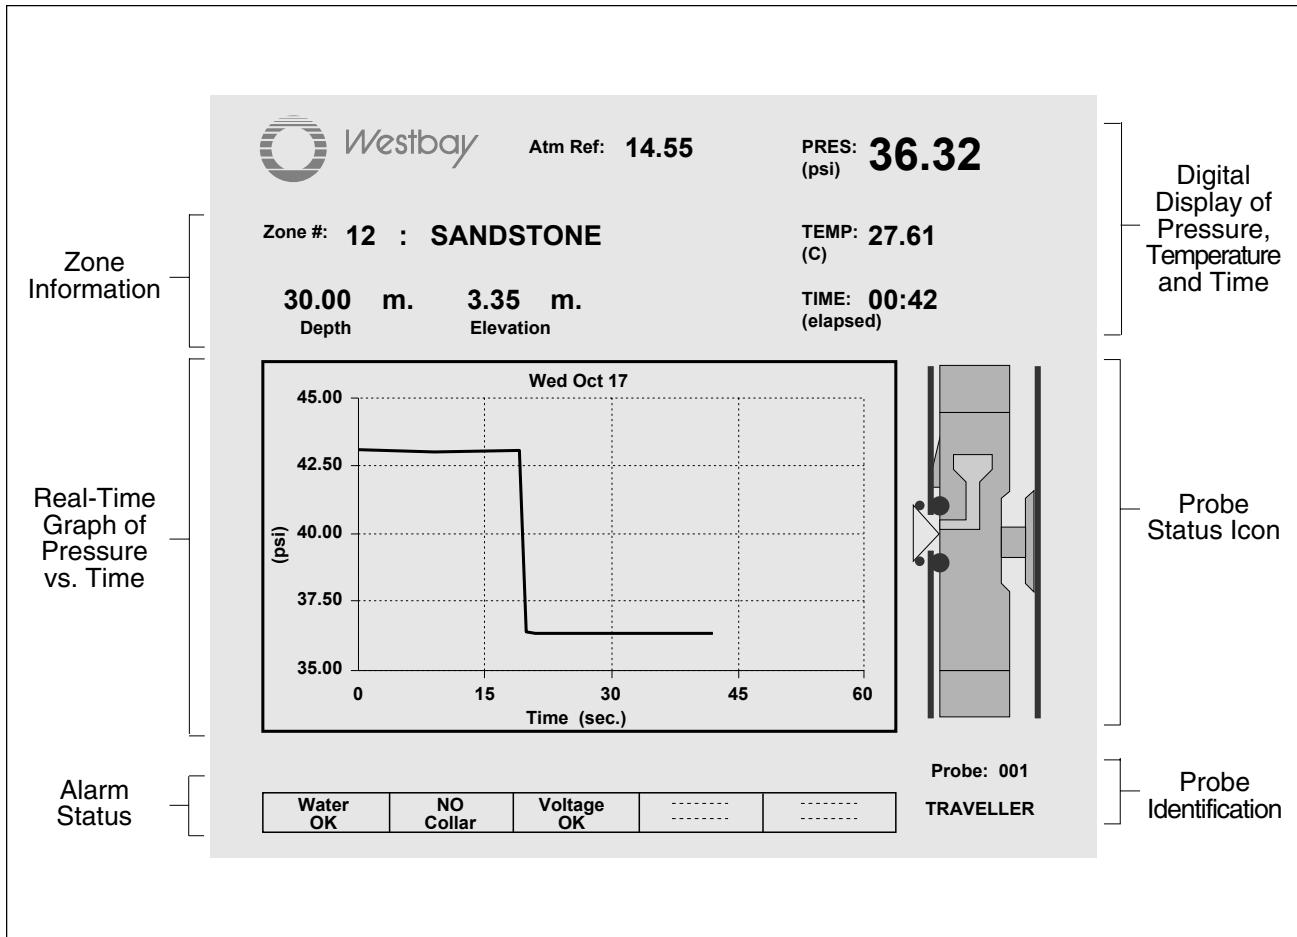 Westbay
Atm Ref: 14.55
PRES: 36.32
(psi)
Digital
Display of
Pressure,
Temperature
and Time
Zone
Information
Zone #: 12 : SANDSTONE
TEMP: 27.61
(C)
30.00 m. 3.35 m.
Depth Elevation
TIME: 00:42
(elapsed)
Real-Time
Graph of
Pressure
vs. Time
Wed Oct 17
45.00
42.50
40.00
37.50
35.00
(psi)
0 15 30 45 60
Time (sec.)
Probe
Status Icon
Alarm
Status
Water
OK
NO
Collar
Voltage
OK
-------
-------
-------
-------
Probe: 001
TRAVELLER
Probe
Identification